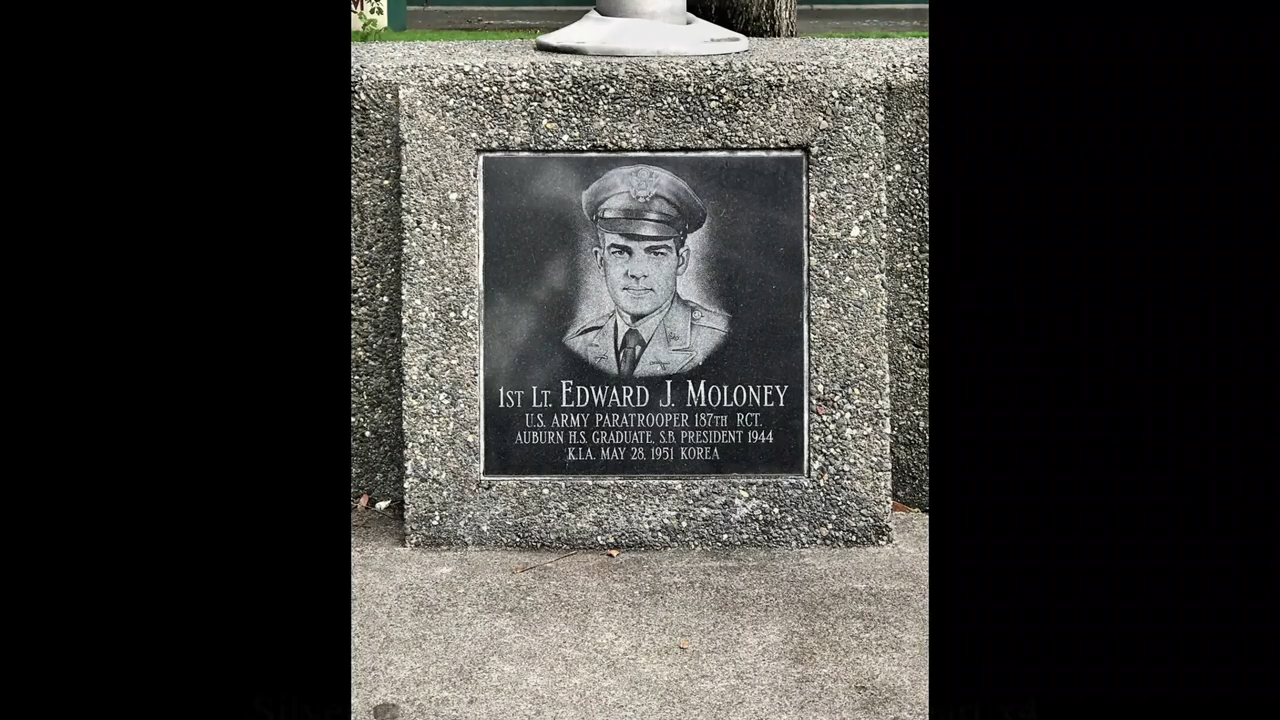 1ST LT. EDWARD J. MOLONEY
U.S. ARMY PARATROOPER 187TH RCT.
AUBURN H.S. GRADUATE, S.B. PRESIDENT 1944
K.I.A. MAY 28, 1951 KOREA